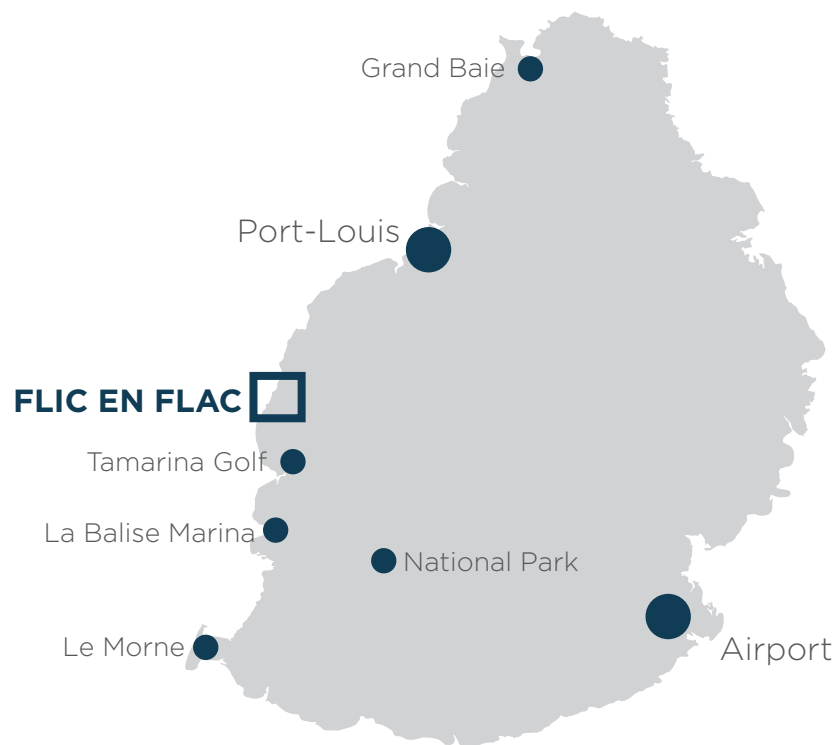 Grand Baie
Port-Louis
FLIC EN FLAC
Tamarina Golf
La Balise Marina
National Park
Le Morne
Airport